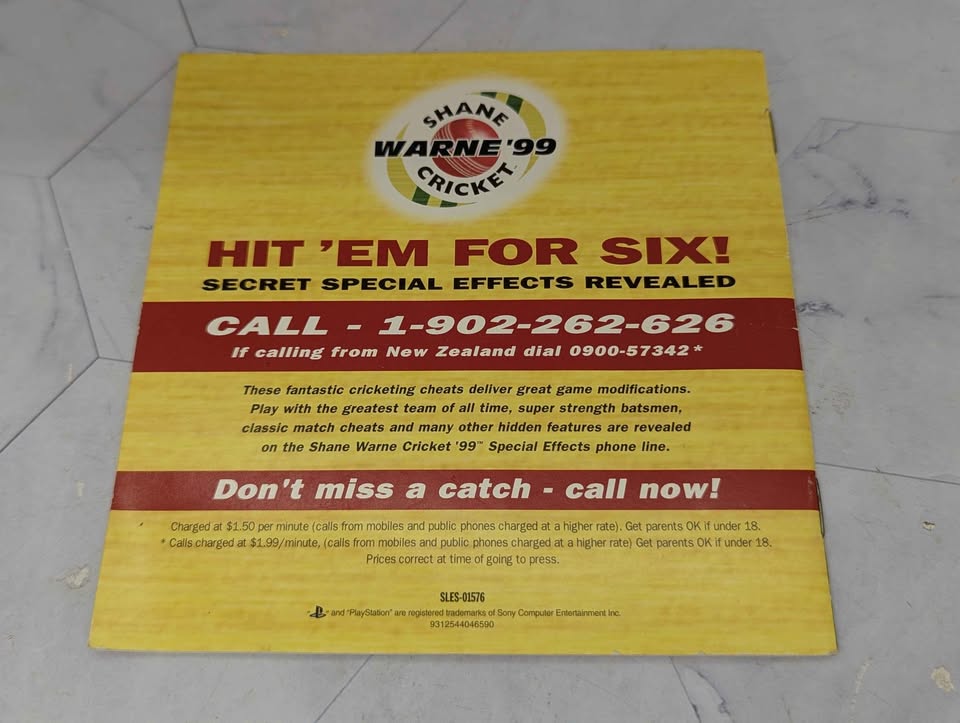 SHANE
WARNE '99
CRICKET™
HIT 'EM FOR SIX!
SECRET SPECIAL EFFECTS REVEALED
CALL - 1-902-262-626
If calling from New Zealand dial 0900-57342*
These fantastic cricketing cheats deliver great game modifications.
Play with the greatest team of all time, super strength batsmen,
classic match cheats and many other hidden features are revealed
on the Shane Warne Cricket '99™ Special Effects phone line.
Don't miss a catch - call now!
Charged at $1.50 per minute (calls from mobiles and public phones charged at a higher rate). Get parents OK if under 18.
* Calls charged at $1.99/minute, (calls from mobiles and public phones charged at a higher rate) Get parents OK if under 18.
Prices correct at time of going to press.
SLES-01576
" " and "PlayStation" are registered trademarks of Sony Computer Entertainment Inc.
9312544046590